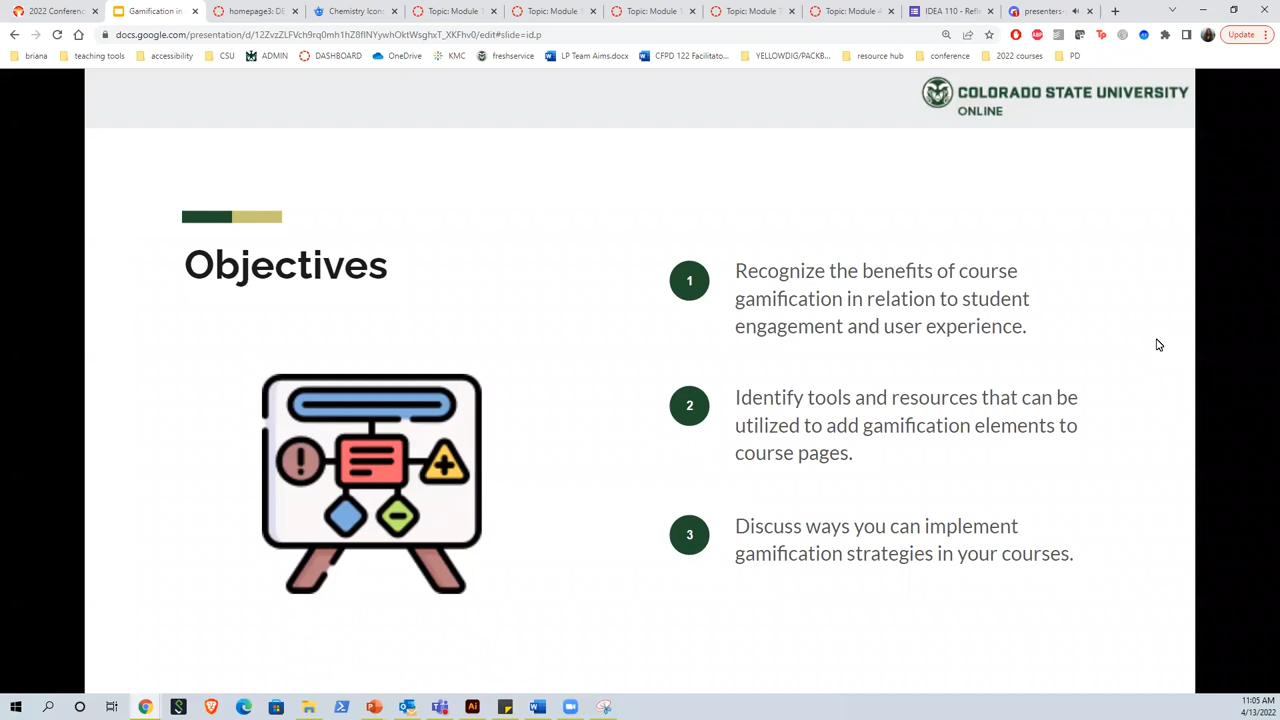 2022 Conferenc
Gamification in
homepage3: DE
Chemistry Icon
Topic: Module 1
Topic: Module
Topic: Module 1
Topic: Module
Topic: Module
IDEA 110 - Refl
presenters-
docs.google.com/presentation/d/12ZvzZLFVch9rq0mh1hZ8fINYywhOktWsghxT_XKFhv0/edit#slide=id.p
Update
briana
teaching tools
accessibility
CSU
ADMIN
DASHBOARD
OneDrive
KMC
freshservice
LP Team Aims.docx
CFPD 122 Facilitato...
YELLOWDIG/PACKB...
resource hub
conference
2022 courses
PD
COLORADO STATE UNIVERSITY
ONLINE
Objectives
1
Recognize the benefits of course
gamification in relation to student
engagement and user experience.
2
Identify tools and resources that can be
utilized to add gamification elements to
course pages.
3
Discuss ways you can implement
gamification strategies in your courses.
11:05 AM
4/13/2022